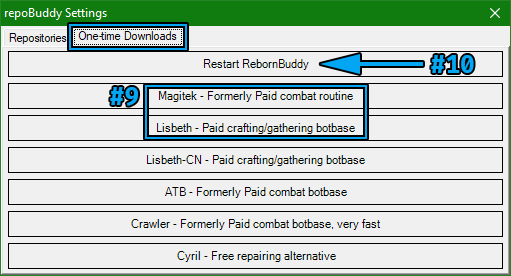 repoBuddy Settings
Repositories
One-time Downloads
Restart RebornBuddy
#10
#9
Magitek - Formerly Paid combat routine
Lisbeth - Paid crafting/gathering botbase
Lisbeth-CN - Paid crafting/gathering botbase
ATB - Formerly Paid combat botbase
Crawler - Formerly Paid combat botbase, very fast
Cyril - Free repairing alternative